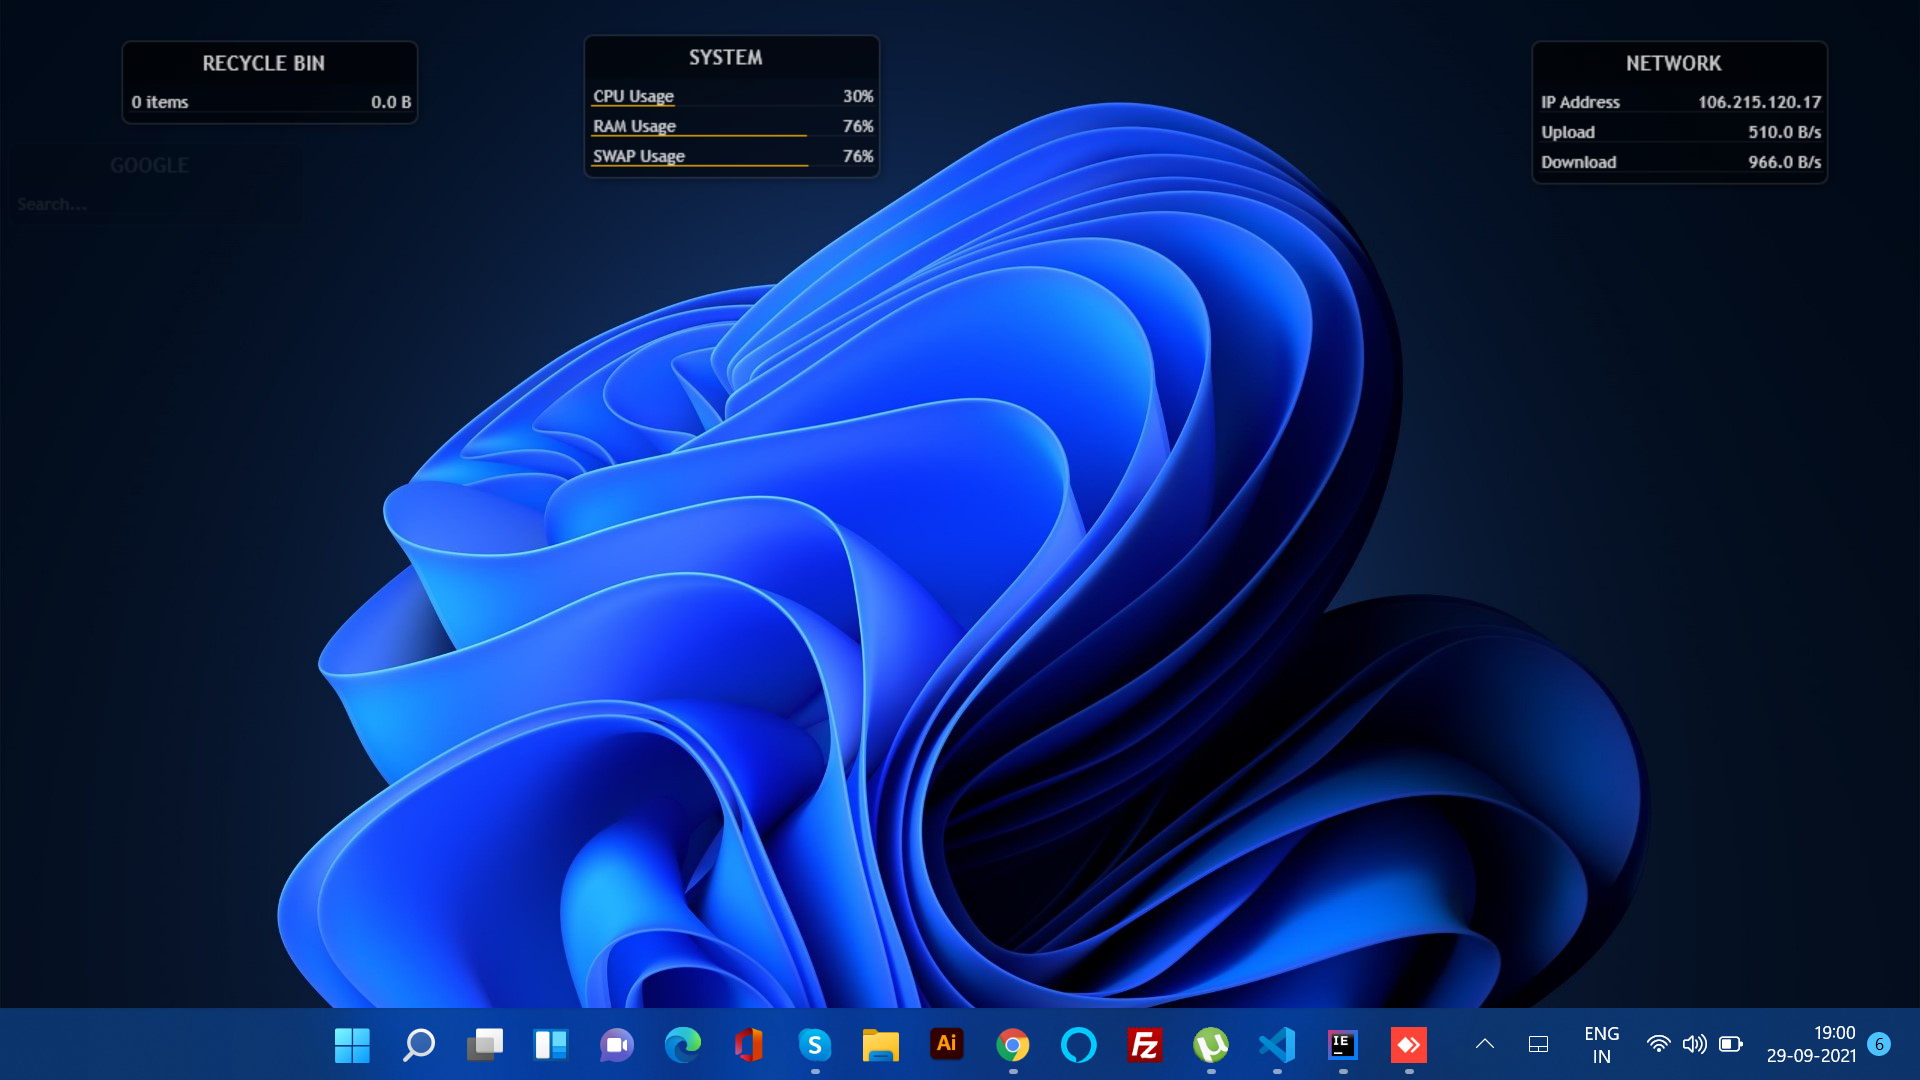 RECYCLE BIN
0 items 0.0 B
GOOGLE
Search...
SYSTEM
CPU Usage 30%
RAM Usage 76%
SWAP Usage 76%
NETWORK
IP Address 106.215.120.17
Upload 510.0 B/s
Download 966.0 B/s
S
Ai
Fz
µ
IE
ENG
IN
19:00
29-09-2021
6